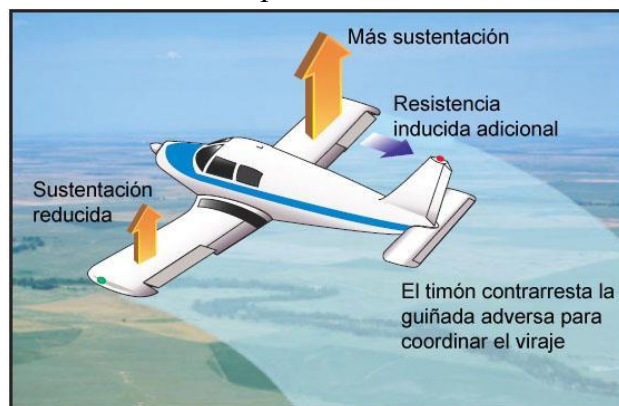 Más sustentación
Resistencia
inducida adicional
Sustentación
reducida
El timón contrarresta la
guiñada adversa para
coordinar el viraje